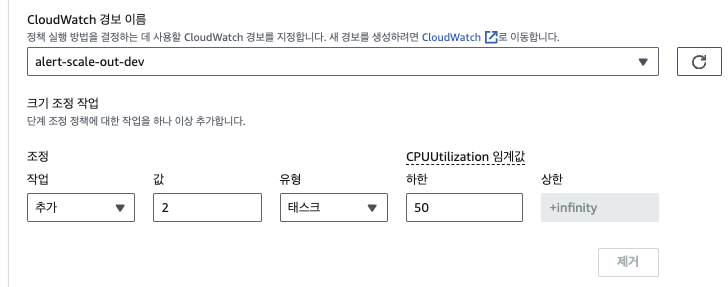 CloudWatch 경보 이름
정책 실행 방법을 결정하는 데 사용할 CloudWatch 경보를 지정합니다. 새 경보를 생성하려면 CloudWatch 로 이동합니다.
alert-scale-out-dev
크기 조정 작업
단계 조정 정책에 대한 작업을 하나 이상 추가합니다.
조정 CPUUtilization 임계값
작업 값 유형 하한 상한
추가 2 태스크 50 +infinity
제거